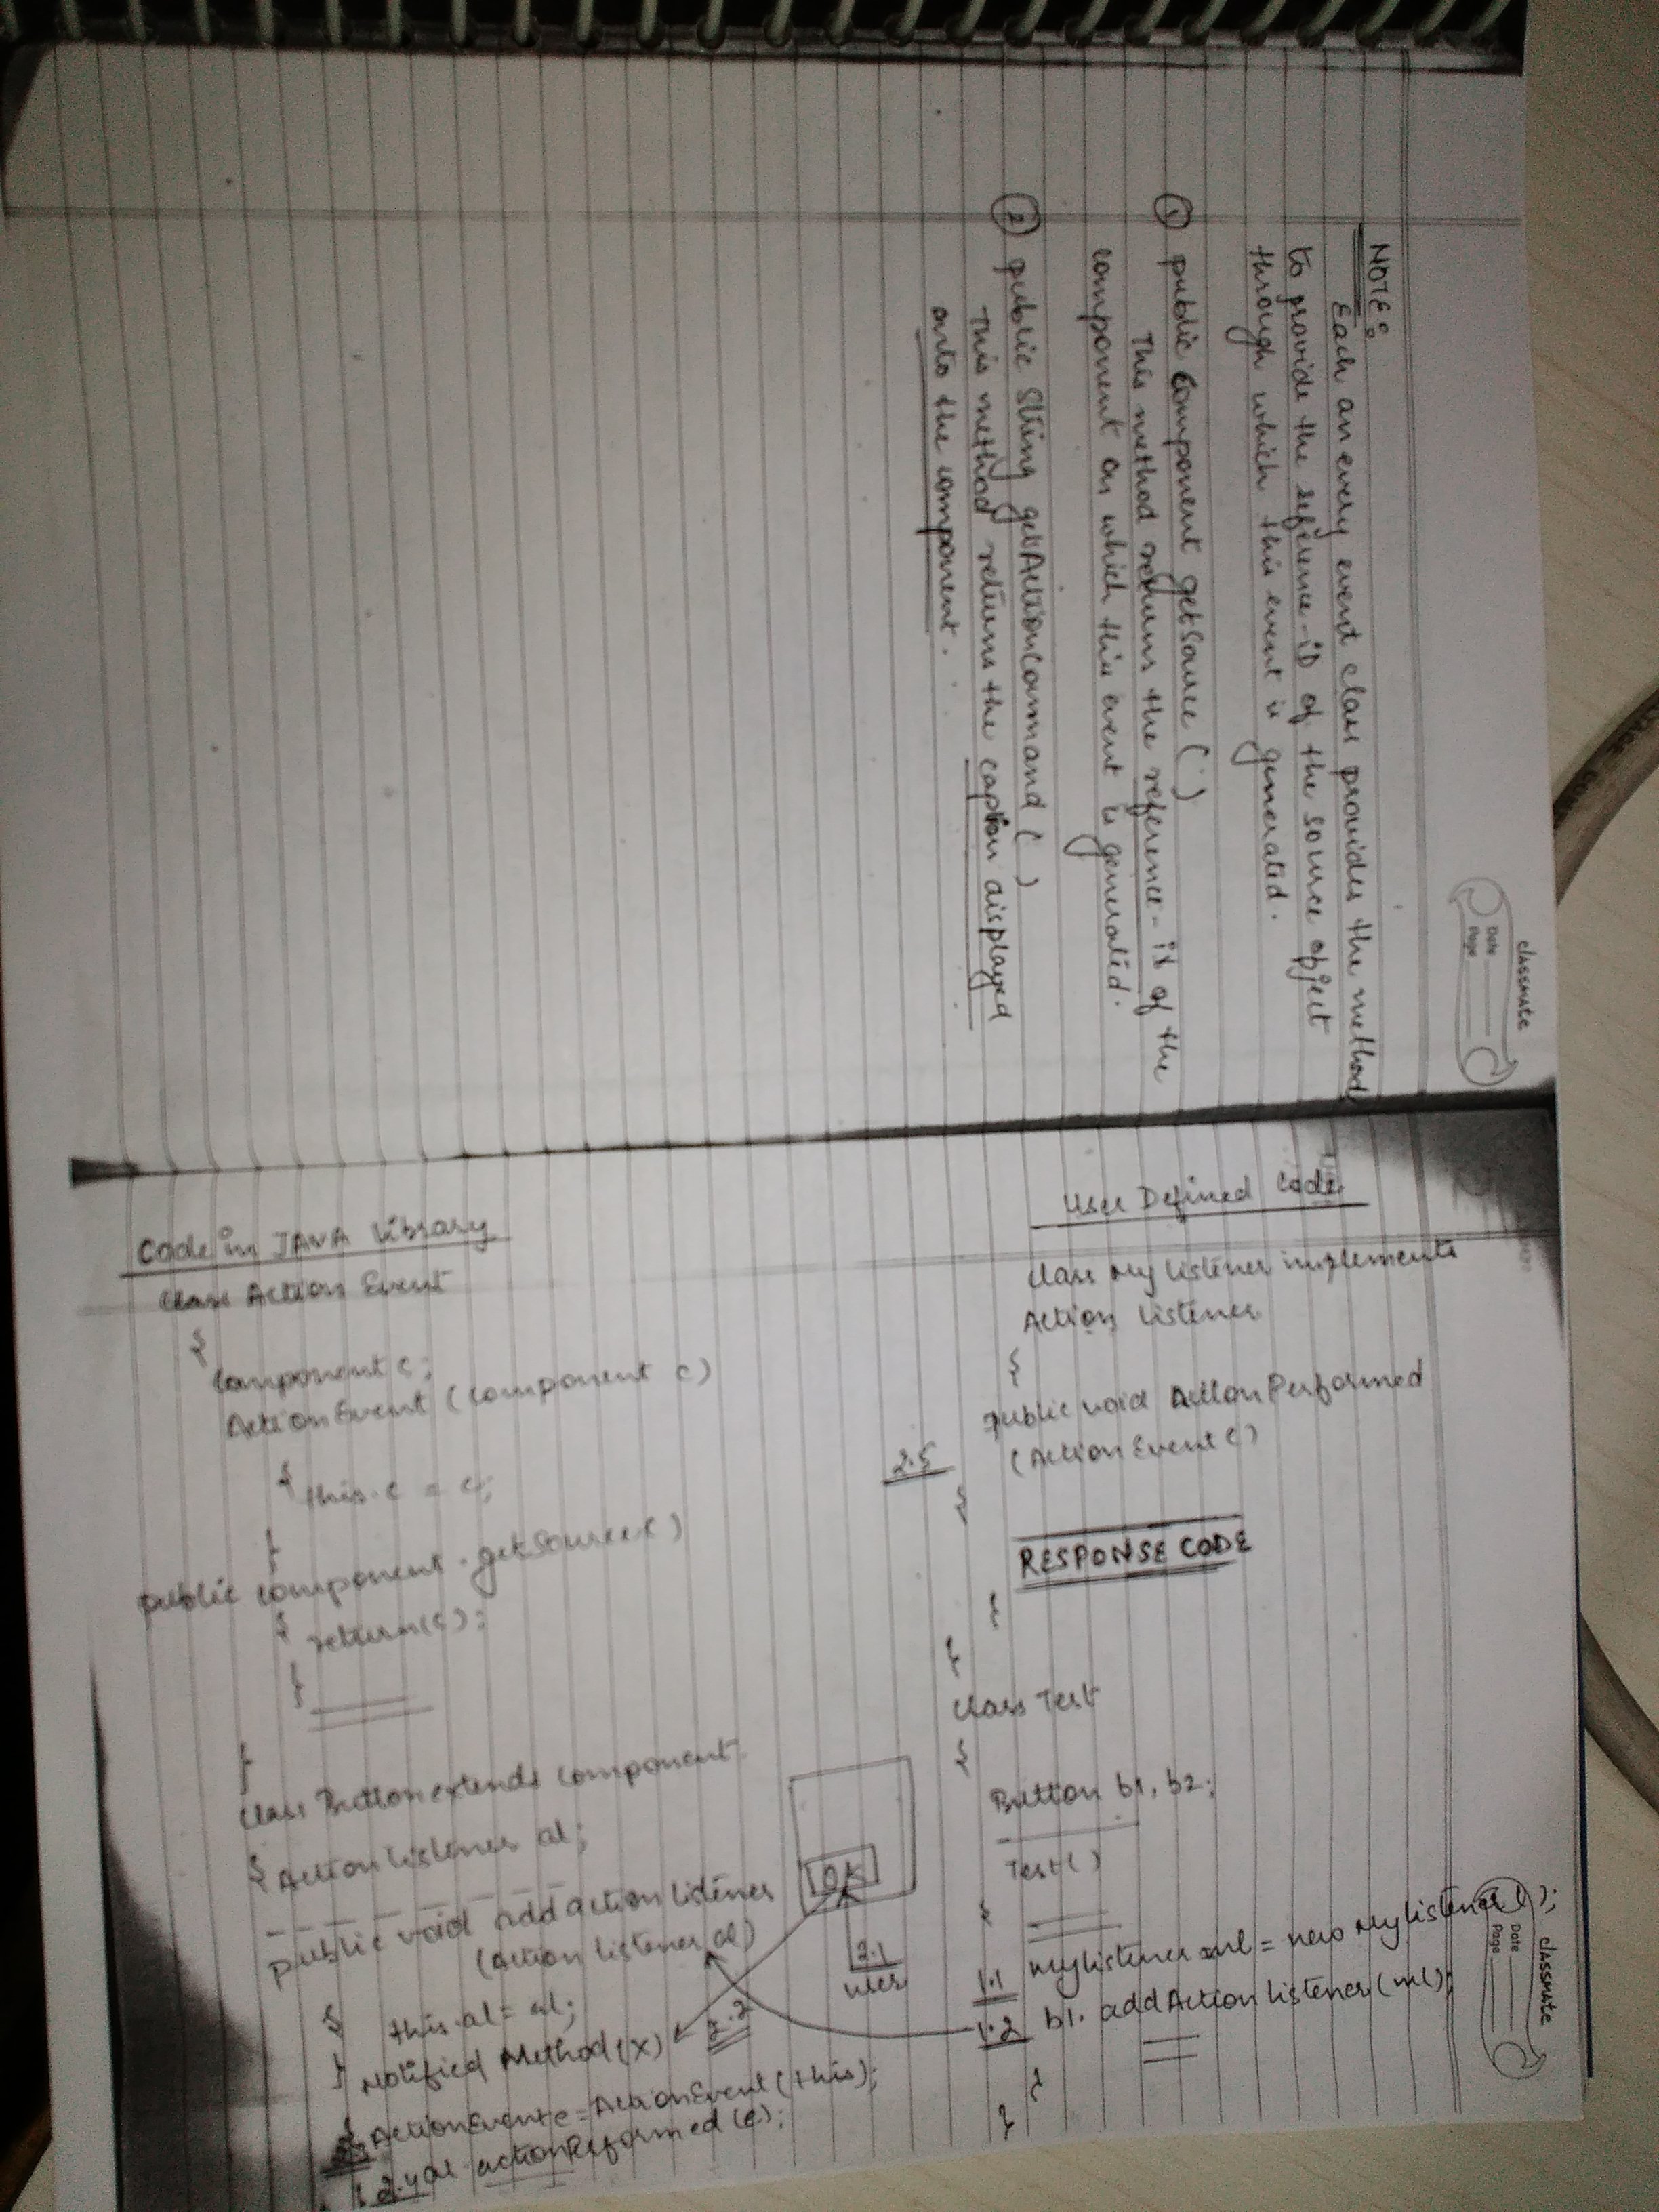 classmate
Date
Page
NOTE:
Each an every event class provides the method
to provide the reference-ID of the source object
through which this event is generated.
① public Component getSource ( )
This method returns the reference-id of the
component on which this event is generated.
② public String getActionCommand ( )
This method returns the caption displayed
onto the component.
Code in JAVA Library
Class Action Event
{
Component c;
ActionEvent (component c)
{ this.c = c;
}
public component getSource( )
{ return(c);
}
}
class Button extends component
{ Action listener al;
public void add action listener
(Action listener al)
{ this.al = al;
} Notified Method (X)
{ ActionEvent e = ActionEvent (this);
2.4 al. actionPerformed (e);
OK
2.1
user
2.2
User Defined Code
class My listener implements
Action listener
{
public void Action Performed
(Action Event e)
2.5
{
RESPONSE CODE
}
}
class Test
{
Button b1, b2;
Test( )
{
1.1 Mylistener ml = new Mylistener( );
1.2 b1. addAction listener (ml);
}
}
classmate
Date
Page